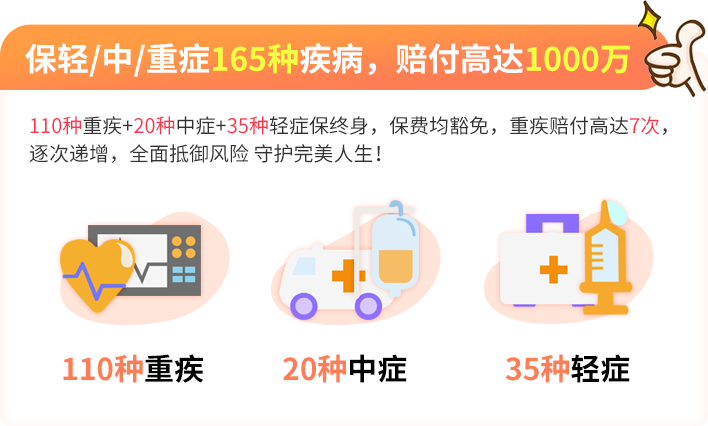 保轻/中/重症165种疾病，赔付高达1000万
110种重疾+20种中症+35种轻症保终身，保费均豁免，重疾赔付高达7次，
逐次递增，全面抵御风险 守护完美人生！
110种重疾
20种中症
35种轻症